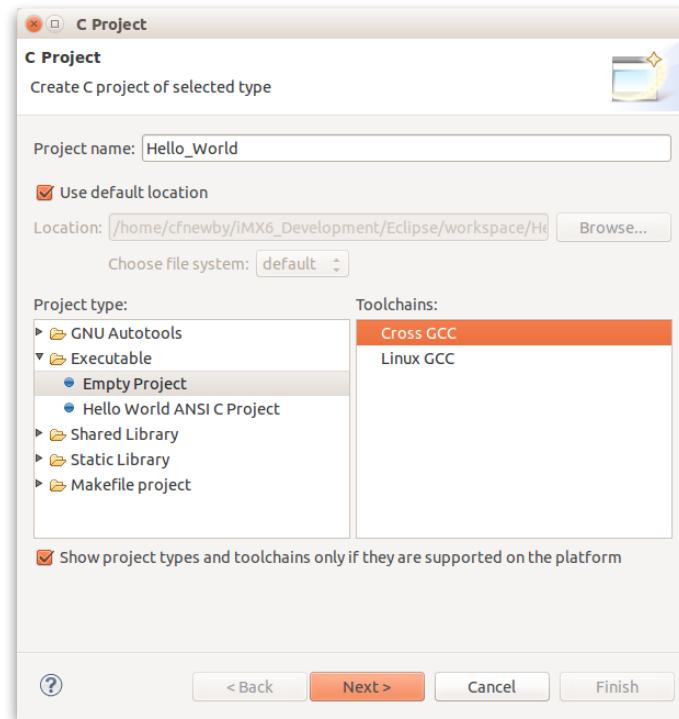 C Project
C Project
Create C project of selected type
Project name: Hello_World
Use default location
Location: /home/cfnewby/iMX6_Development/Eclipse/workspace/He Browse...
Choose file system: default
Project type: Toolchains:
GNU Autotools Cross GCC
Executable Linux GCC
Empty Project
Hello World ANSI C Project
Shared Library
Static Library
Makefile project
Show project types and toolchains only if they are supported on the platform
? < Back Next > Cancel Finish